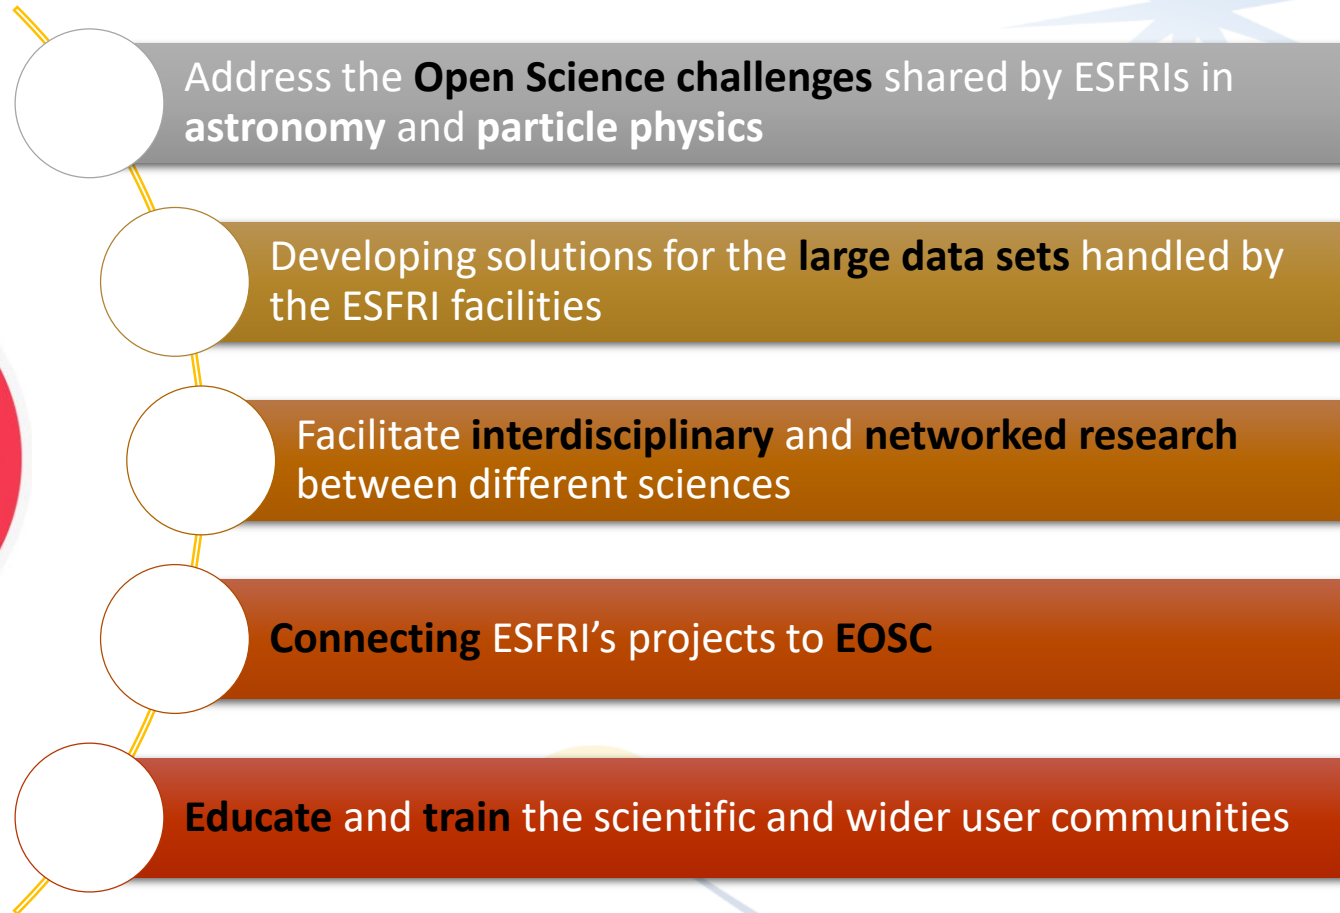 Address the Open Science challenges shared by ESFRIs in
astronomy and particle physics
Developing solutions for the large data sets handled by
the ESFRI facilities
Facilitate interdisciplinary and networked research
between different sciences
Connecting ESFRI’s projects to EOSC
Educate and train the scientific and wider user communities